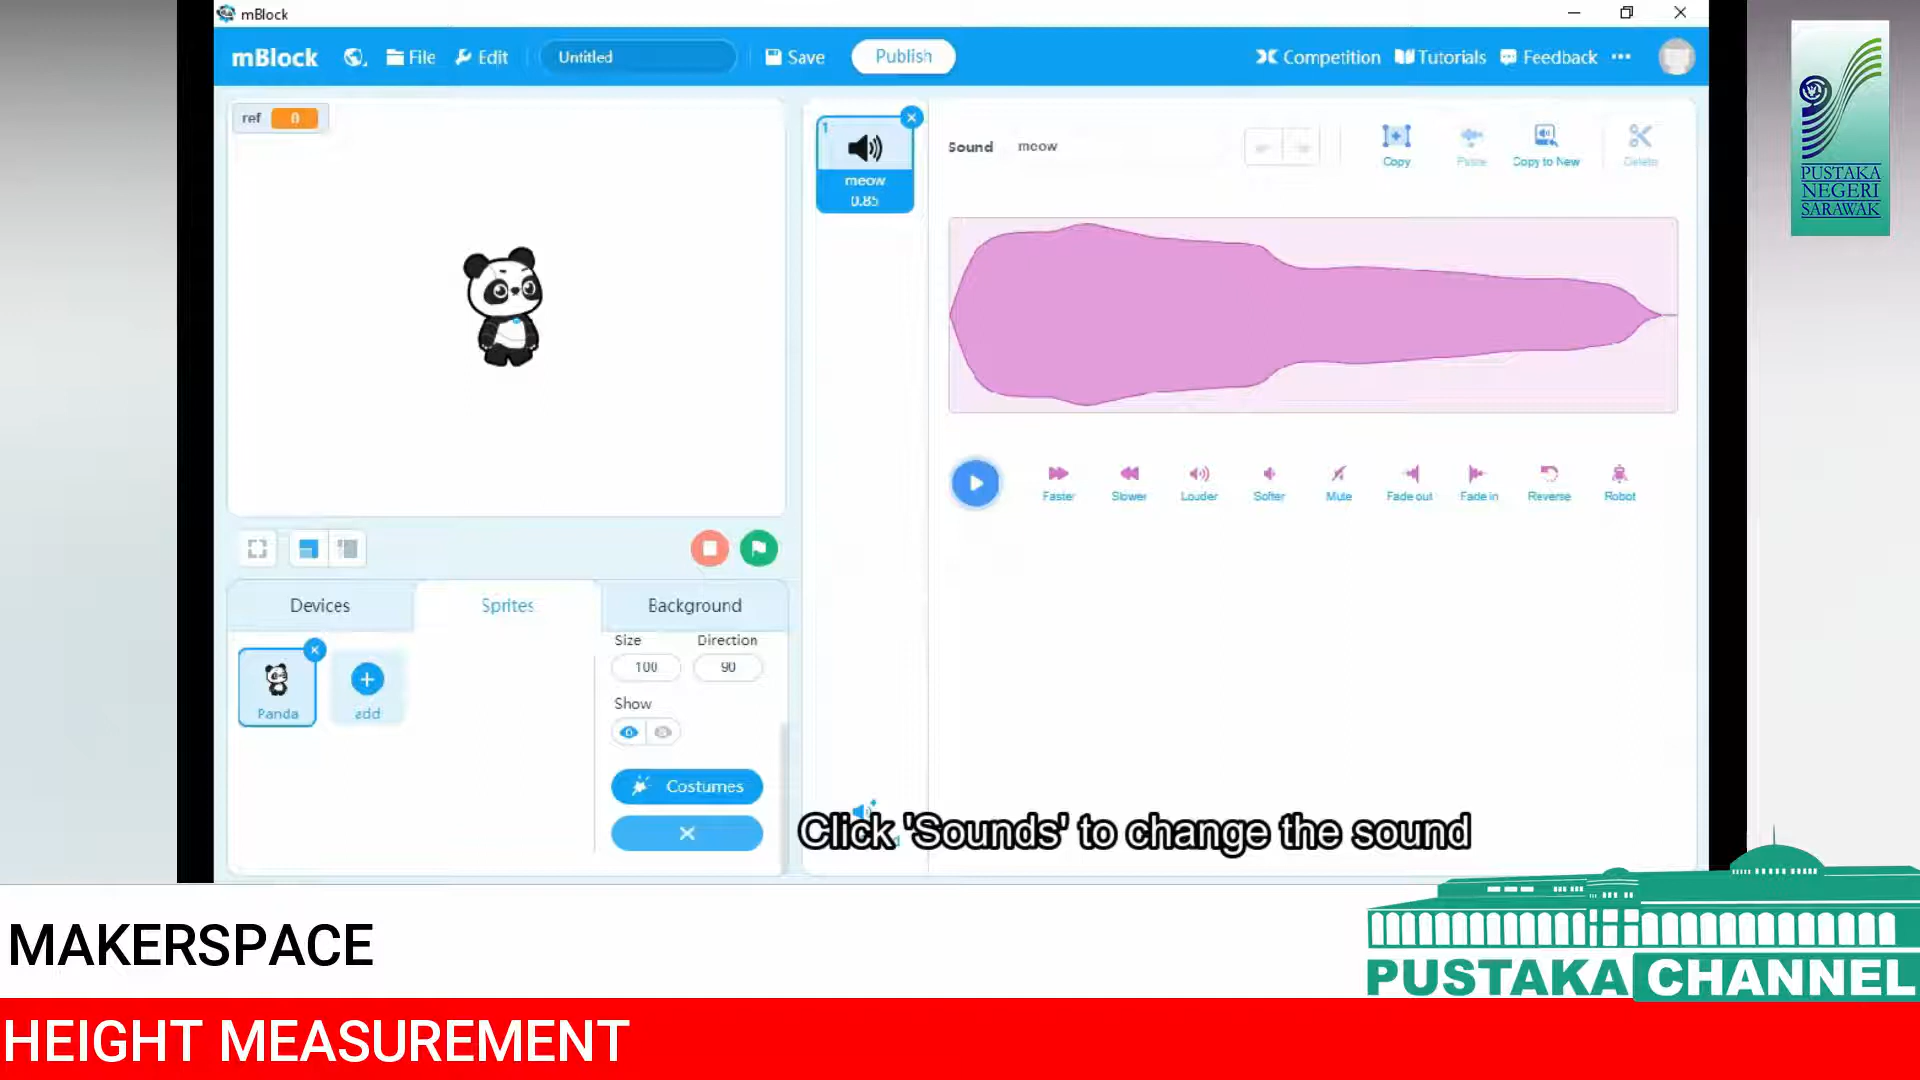 mBlock
mBlock
File
Edit
Untitled
Save
Publish
Competition
Tutorials
Feedback
ref 0
1
meow
0.85
Sound meow
Copy
Paste
Copy to New
Delete
Faster
Slower
Louder
Softer
Mute
Fade out
Fade in
Reverse
Robot
Devices
Sprites
Background
Panda
add
Size
Direction
100
90
Show
Costumes
Click 'Sounds' to change the sound
PUSTAKA
NEGERI
SARAWAK
MAKERSPACE
PUSTAKA CHANNEL
HEIGHT MEASUREMENT